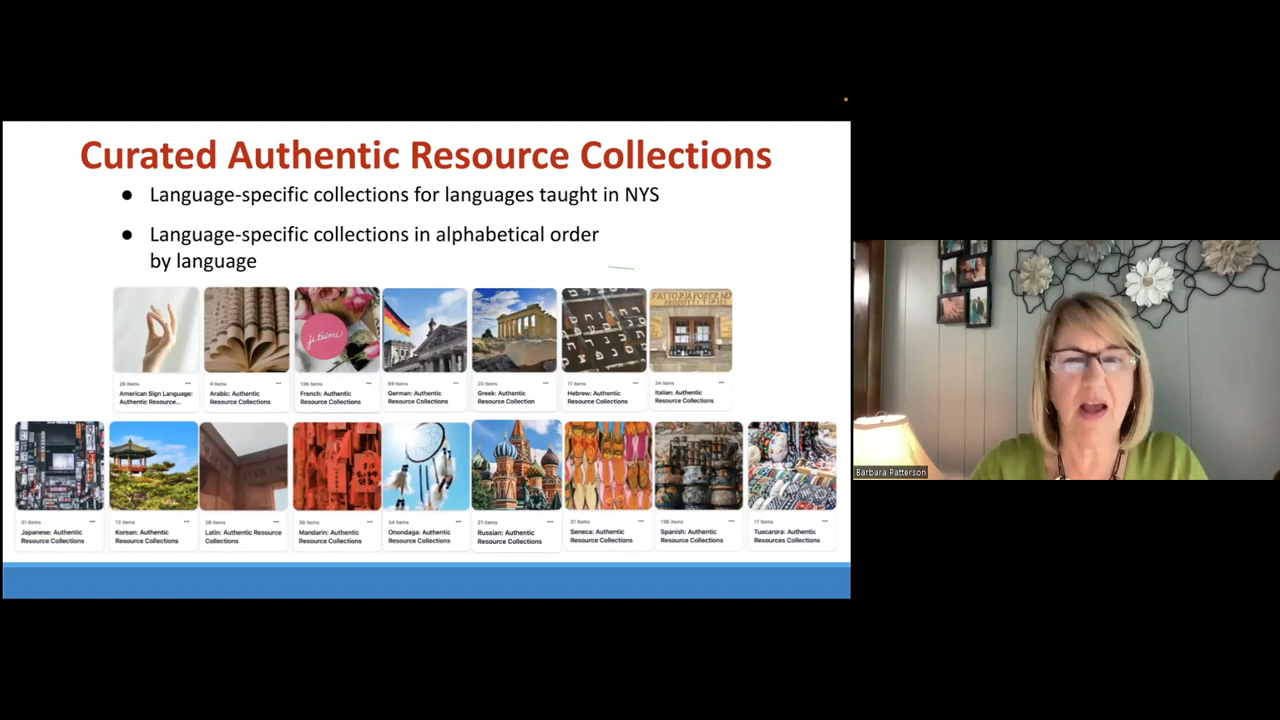 Curated Authentic Resource Collections
● Language-specific collections for languages taught in NYS
● Language-specific collections in alphabetical order
by language
je t'aime
FATTORIA PODERNO
29 items
American Sign Language:
Authentic Resource...
9 items
Arabic: Authentic
Resource Collections
136 items
French: Authentic
Resource Collections
89 items
German: Authentic
Resource Collections
20 items
Greek: Authentic
Resource Collection
17 items
Hebrew: Authentic
Resource Collections
34 items
Italian: Authentic
Resource Collections
31 items
Japanese: Authentic
Resource Collections
13 items
Korean: Authentic
Resource Collections
28 items
Latin: Authentic Resource
Collections
30 items
Mandarin: Authentic
Resource Collections
34 items
Onondaga: Authentic
Resource Collections
21 items
Russian: Authentic
Resource Collections
31 items
Seneca: Authentic
Resource Collections
136 items
Spanish: Authentic
Resource Collections
17 items
Tuscarora: Authentic
Resources Collections
Barbara Patterson